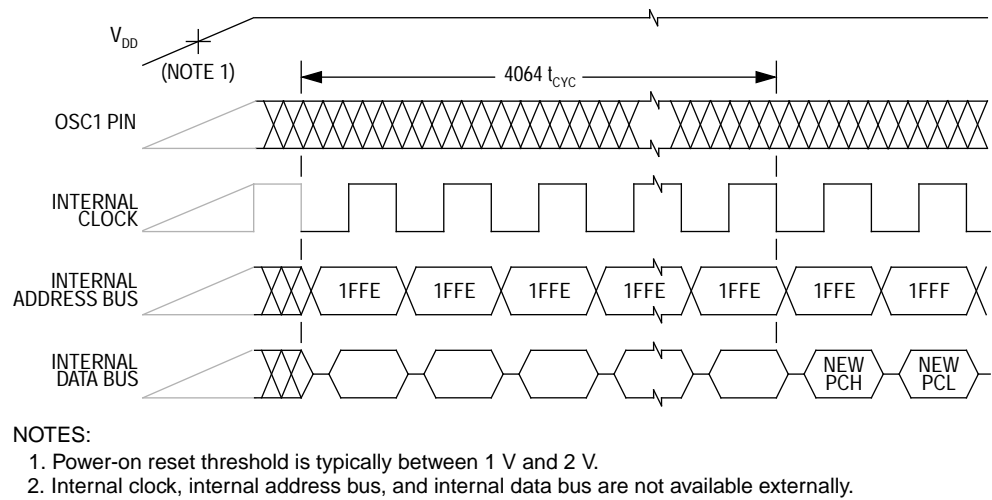 V_DD
(NOTE 1)
4064 t_CYC
OSC1 PIN
INTERNAL
CLOCK
INTERNAL
ADDRESS BUS
1FFE 1FFE 1FFE 1FFE 1FFE 1FFE 1FFF
INTERNAL
DATA BUS
NEW
PCH
NEW
PCL
NOTES:
1. Power-on reset threshold is typically between 1 V and 2 V.
2. Internal clock, internal address bus, and internal data bus are not available externally.